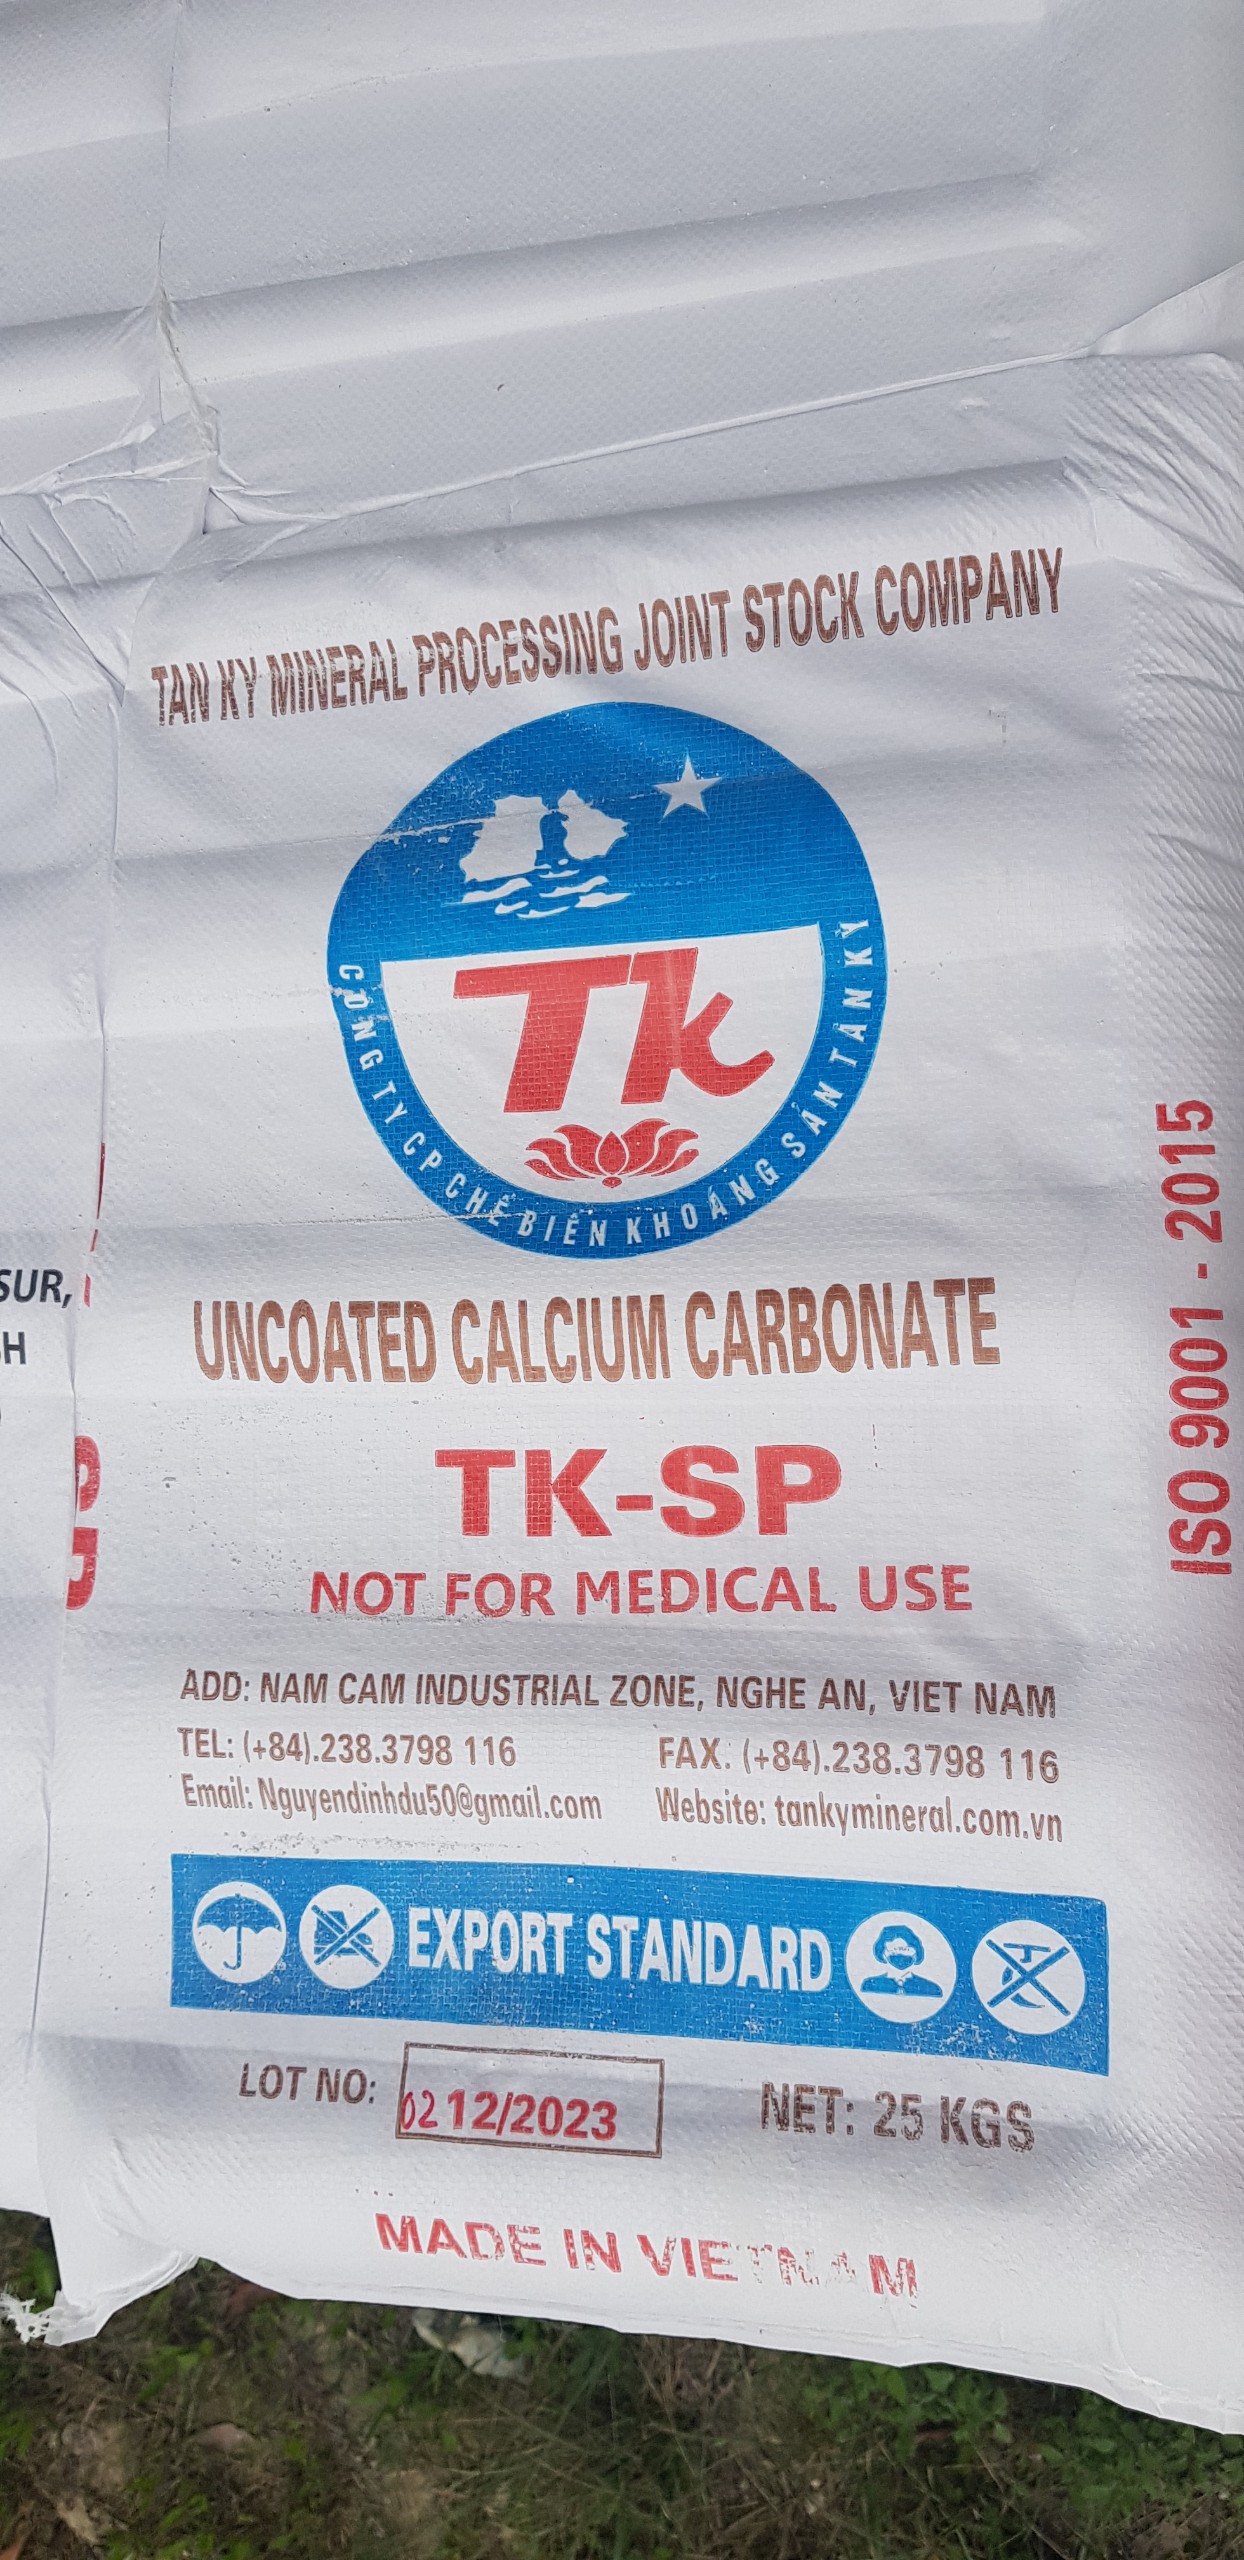 TAN KY MINERAL PROCESSING JOINT STOCK COMPANY
Tk
CÔNG TY CP CHẾ BIẾN KHOÁNG SẢN TÂN KỲ
UNCOATED CALCIUM CARBONATE
TK-SP
NOT FOR MEDICAL USE
ADD: NAM CAM INDUSTRIAL ZONE, NGHE AN, VIET NAM
TEL: (+84).238.3798 116 FAX: (+84).238.3798 116
Email: Nguyendinhdu50@gmail.com Website: tankymineral.com.vn
EXPORT STANDARD
LOT NO: 02 12/2023 NET: 25 KGS
MADE IN VIETNAM
ISO 9001 - 2015
SUR,